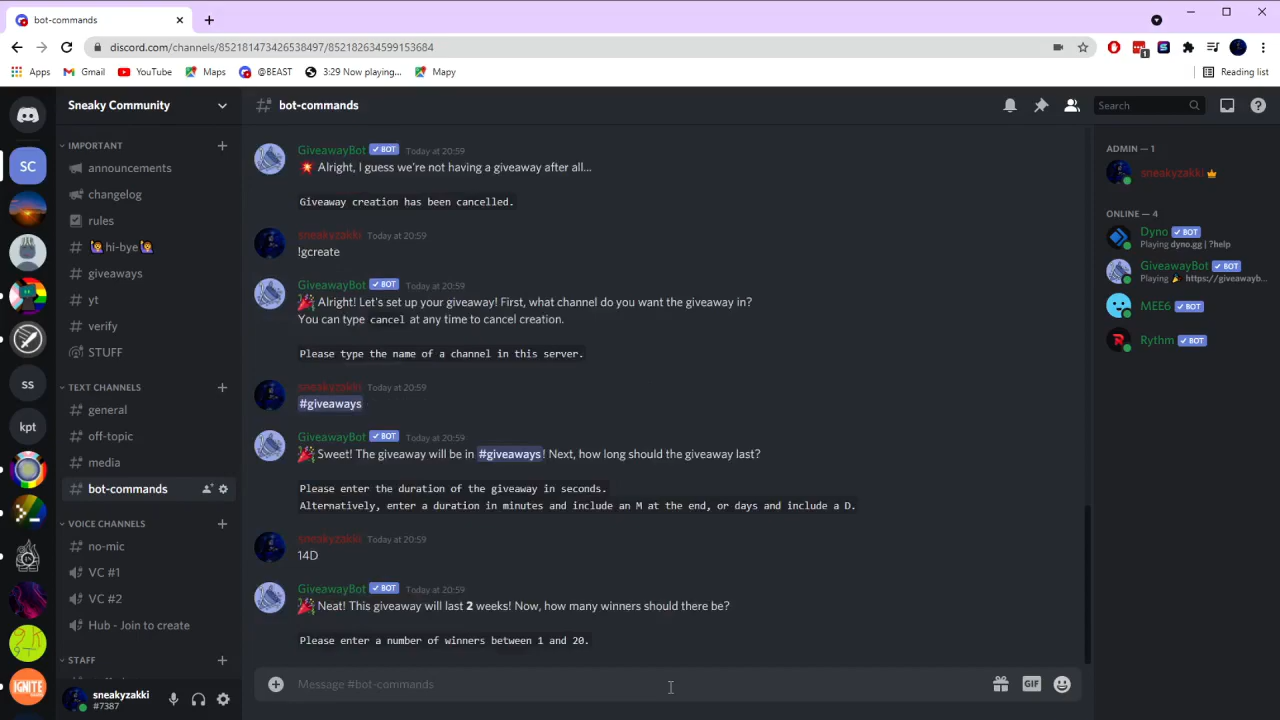 bot-commands
discord.com/channels/852181473426538497/852182634599153684
1
Apps
Gmail
YouTube
Maps
@BEAST
3:29 Now playing...
Mapy
Reading list
Sneaky Community
IMPORTANT
announcements
changelog
rules
🙋 hi-bye🙋
giveaways
yt
verify
STUFF
TEXT CHANNELS
general
off-topic
media
bot-commands
VOICE CHANNELS
no-mic
VC #1
VC #2
Hub - Join to create
STAFF
sneakyzakki
#7387
SC
ss
kpt
IGNITE
bot-commands
Search
GiveawayBot BOT Today at 20:59
💥 Alright, I guess we're not having a giveaway after all...
Giveaway creation has been cancelled.
sneakyzakki Today at 20:59
!gcreate
GiveawayBot BOT Today at 20:59
🎉 Alright! Let's set up your giveaway! First, what channel do you want the giveaway in?
You can type cancel at any time to cancel creation.
Please type the name of a channel in this server.
sneakyzakki Today at 20:59
#giveaways
GiveawayBot BOT Today at 20:59
🎉 Sweet! The giveaway will be in #giveaways! Next, how long should the giveaway last?
Please enter the duration of the giveaway in seconds.
Alternatively, enter a duration in minutes and include an M at the end, or days and include a D.
sneakyzakki Today at 20:59
14D
GiveawayBot BOT Today at 20:59
🎉 Neat! This giveaway will last 2 weeks! Now, how many winners should there be?
Please enter a number of winners between 1 and 20.
Message #bot-commands
GIF
ADMIN — 1
sneakyzakki
ONLINE — 4
Dyno BOT
Playing dyno.gg | ?help
GiveawayBot BOT
Playing 🎉 https://giveawayb...
MEE6 BOT
Rythm BOT